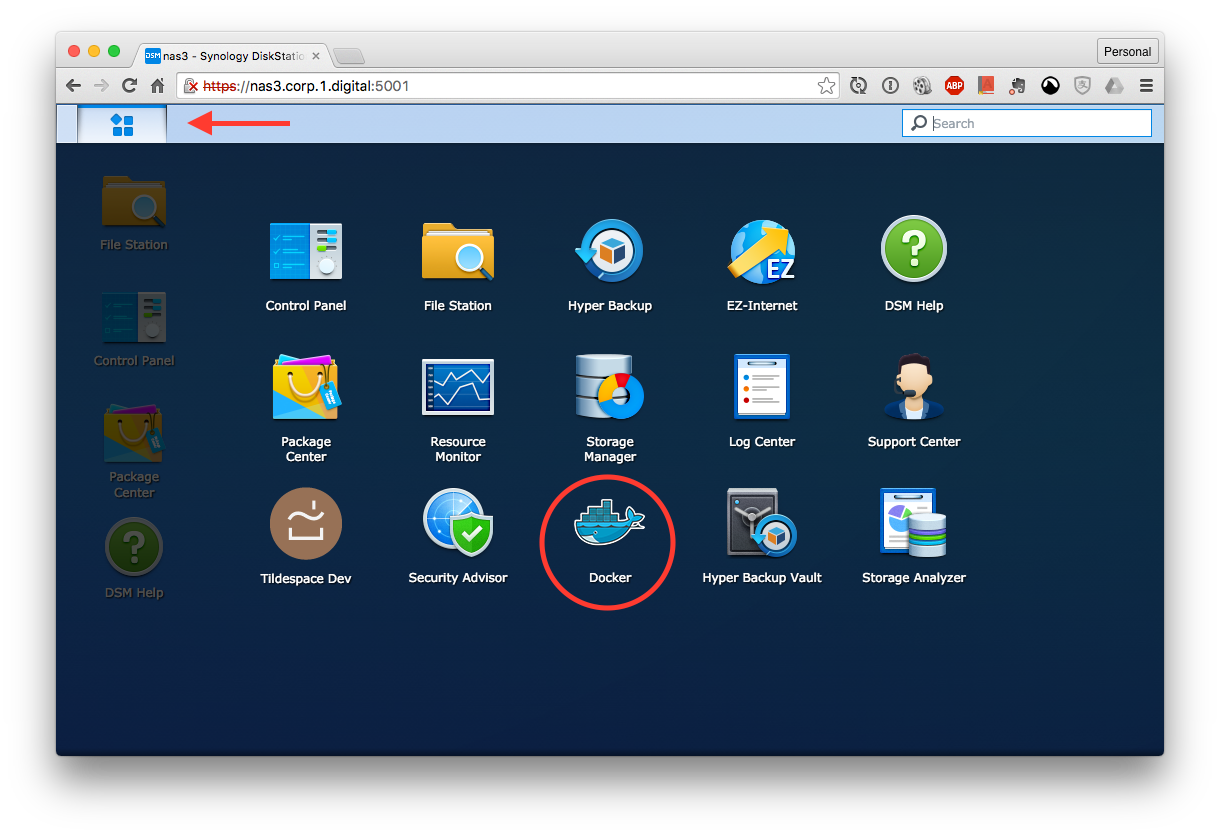 DSM nas3 - Synology DiskStatio
Personal
https://nas3.corp.1.digital:5001
ABP
Search
File Station
Control Panel
Package
Center
DSM Help
Control Panel
File Station
Hyper Backup
EZ
EZ-Internet
?
DSM Help
Package
Center
Resource
Monitor
Storage
Manager
Log Center
Support Center
Tildespace Dev
Security Advisor
Docker
Hyper Backup Vault
Storage Analyzer